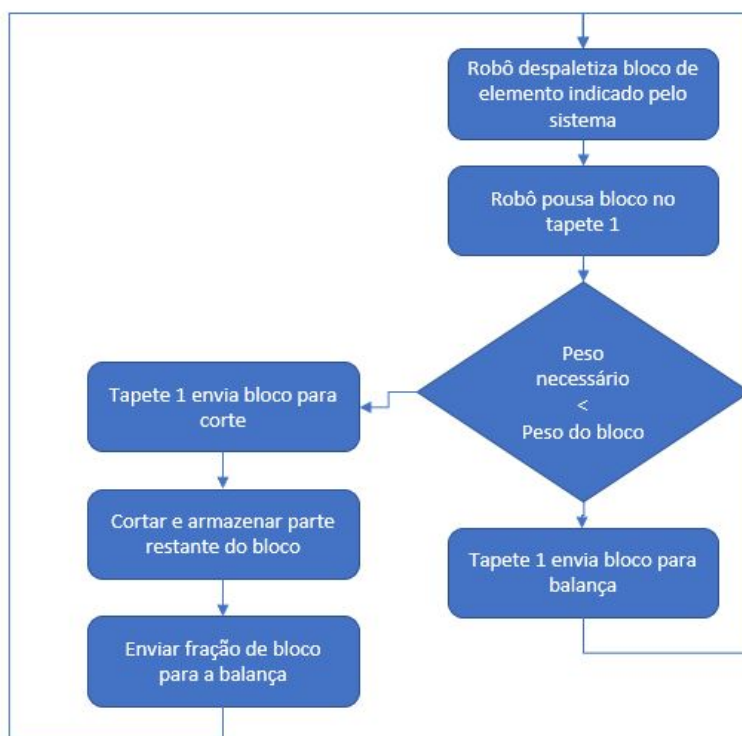 Robô despaletiza bloco de
elemento indicado pelo
sistema
Robô pousa bloco no
tapete 1
Peso
necessário
<
Peso do bloco
Tapete 1 envia bloco para
corte
Cortar e armazenar parte
restante do bloco
Enviar fração de bloco
para a balança
Tapete 1 envia bloco para
balança